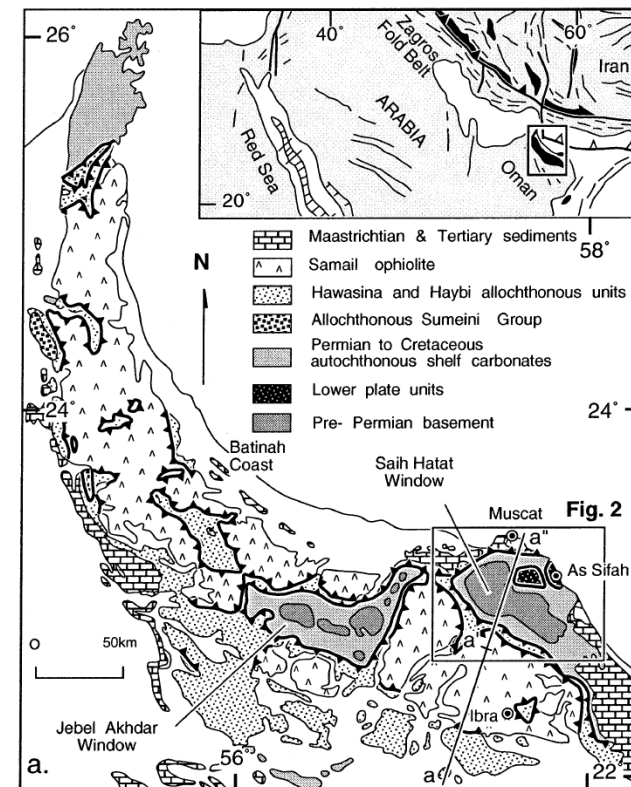 26°
40°
60°
Zagros
Fold Belt
Iran
ARABIA
Red Sea
Oman
20°
58°
N
Maastrichtian & Tertiary sediments
Samail ophiolite
Hawasina and Haybi allochthonous units
Allochthonous Sumeini Group
Permian to Cretaceous
autochthonous shelf carbonates
Lower plate units
Pre- Permian basement
24°
24°
Batinah
Coast
Saih Hatat
Window
Muscat
Fig. 2
a"
As Sifah
O
50km
a'
Jebel Akhdar
Window
Ibra
a.
56°
a
22°